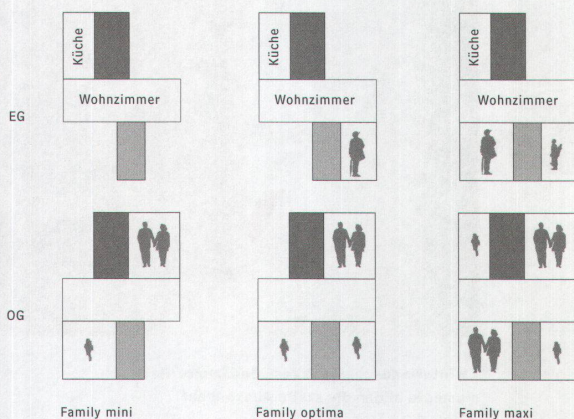 Küche
Küche
Küche
EG
Wohnzimmer
Wohnzimmer
Wohnzimmer
OG
Family mini
Family optima
Family maxi